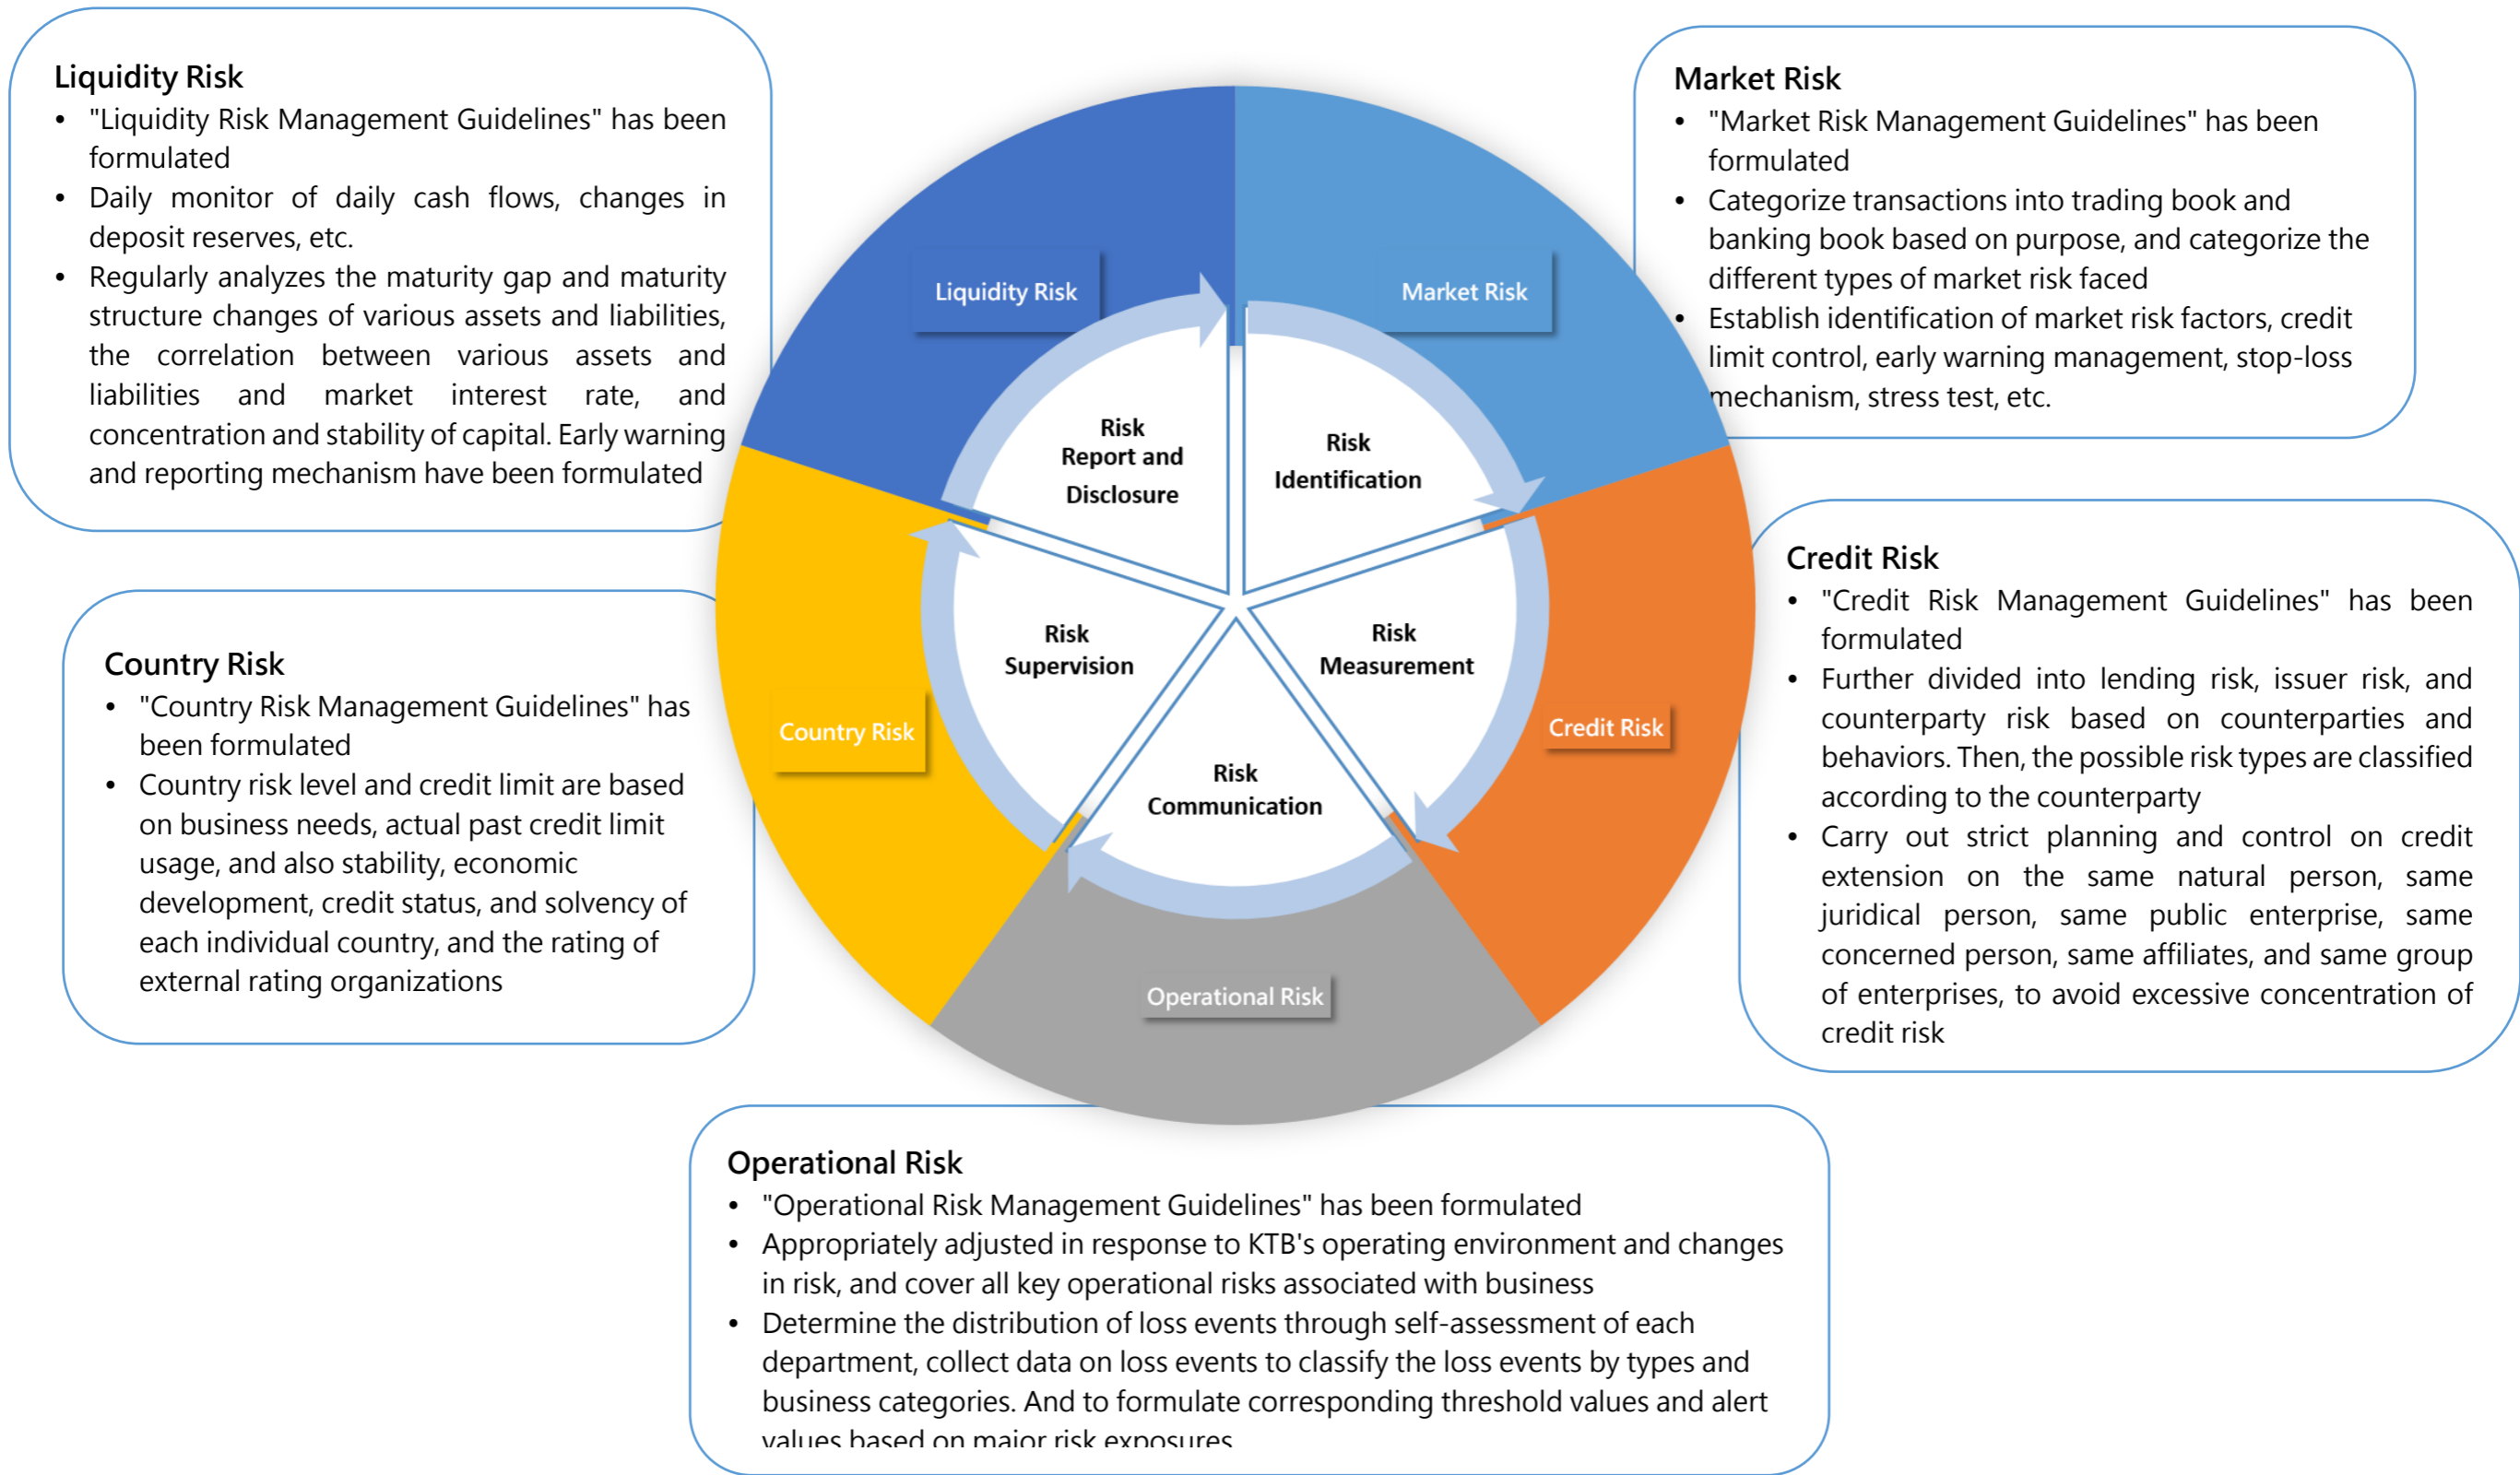 Liquidity Risk
• "Liquidity Risk Management Guidelines" has been
formulated
• Daily monitor of daily cash flows, changes in
deposit reserves, etc.
• Regularly analyzes the maturity gap and maturity
structure changes of various assets and liabilities,
the correlation between various assets and
liabilities and market interest rate, and
concentration and stability of capital. Early warning
and reporting mechanism have been formulated
Market Risk
• "Market Risk Management Guidelines" has been
formulated
• Categorize transactions into trading book and
banking book based on purpose, and categorize the
different types of market risk faced
• Establish identification of market risk factors, credit
limit control, early warning management, stop-loss
mechanism, stress test, etc.
Liquidity Risk
Market Risk
Risk
Report and
Disclosure
Risk
Identification
Risk
Supervision
Risk
Measurement
Risk
Communication
Country Risk
Credit Risk
Operational Risk
Country Risk
• "Country Risk Management Guidelines" has
been formulated
• Country risk level and credit limit are based
on business needs, actual past credit limit
usage, and also stability, economic
development, credit status, and solvency of
each individual country, and the rating of
external rating organizations
Credit Risk
• "Credit Risk Management Guidelines" has been
formulated
• Further divided into lending risk, issuer risk, and
counterparty risk based on counterparties and
behaviors. Then, the possible risk types are classified
according to the counterparty
• Carry out strict planning and control on credit
extension on the same natural person, same
juridical person, same public enterprise, same
concerned person, same affiliates, and same group
of enterprises, to avoid excessive concentration of
credit risk
Operational Risk
• "Operational Risk Management Guidelines" has been formulated
• Appropriately adjusted in response to KTB's operating environment and changes
in risk, and cover all key operational risks associated with business
• Determine the distribution of loss events through self-assessment of each
department, collect data on loss events to classify the loss events by types and
business categories. And to formulate corresponding threshold values and alert
values based on major risk exposures